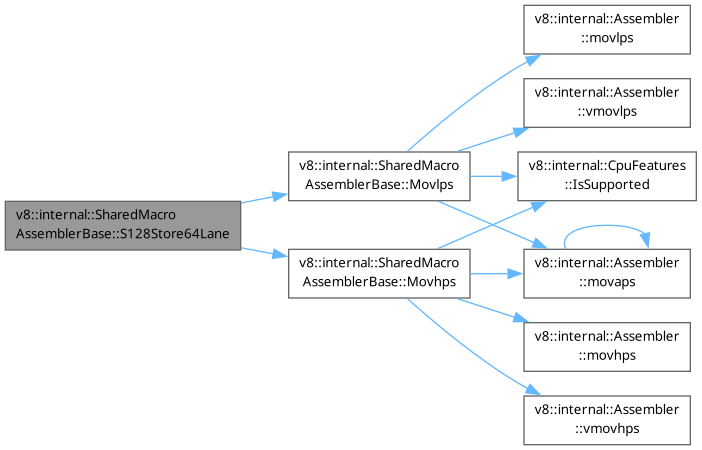 v8::internal::Assembler
::movlps
v8::internal::Assembler
::vmovlps
v8::internal::SharedMacro
AssemblerBase::Movlps
v8::internal::CpuFeatures
::IsSupported
v8::internal::SharedMacro
AssemblerBase::S128Store64Lane
v8::internal::SharedMacro
AssemblerBase::Movhps
v8::internal::Assembler
::movaps
v8::internal::Assembler
::movhps
v8::internal::Assembler
::vmovhps